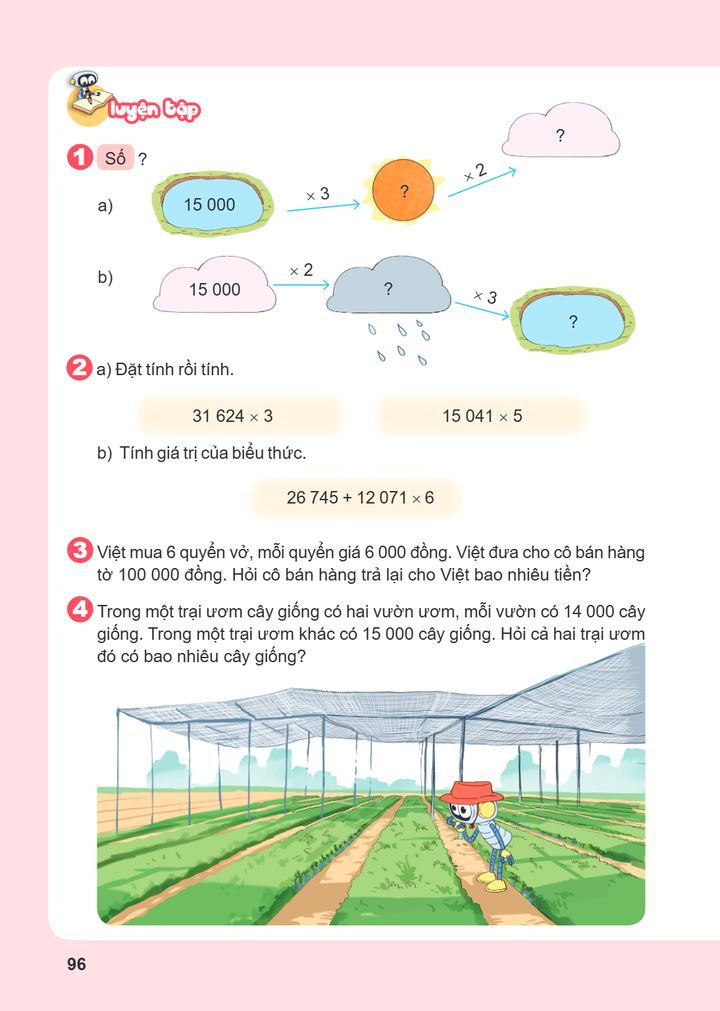 luyện tập
1 Số ?
a) 15 000 × 3 ? × 2 ?
b) 15 000 × 2 ? × 3 ?
2 a) Đặt tính rồi tính.
31 624 × 3 15 041 × 5
b) Tính giá trị của biểu thức.
26 745 + 12 071 × 6
3 Việt mua 6 quyển vở, mỗi quyển giá 6 000 đồng. Việt đưa cho cô bán hàng
tờ 100 000 đồng. Hỏi cô bán hàng trả lại cho Việt bao nhiêu tiền?
4 Trong một trại ươm cây giống có hai vườn ươm, mỗi vườn có 14 000 cây
giống. Trong một trại ươm khác có 15 000 cây giống. Hỏi cả hai trại ươm
đó có bao nhiêu cây giống?
96